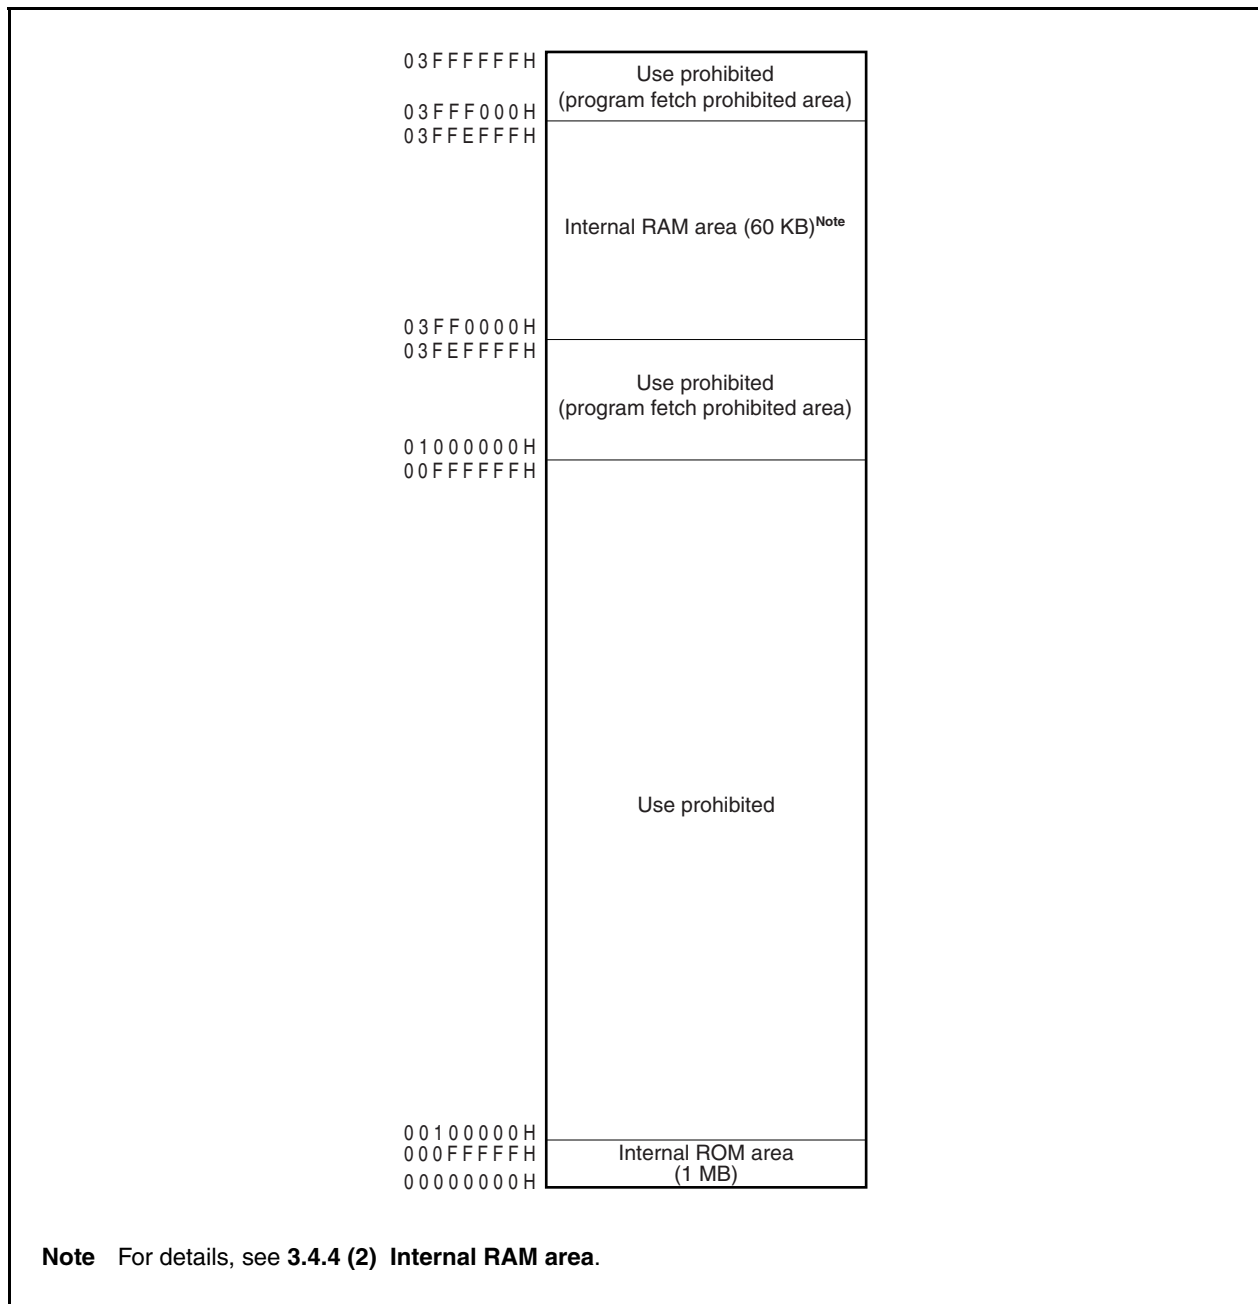 03FFFFFFH
Use prohibited
(program fetch prohibited area)
03FFF000H
03FFEFFFH
Internal RAM area (60 KB)Note
03FF0000H
03FEFFFFH
Use prohibited
(program fetch prohibited area)
01000000H
00FFFFFFH
Use prohibited
00100000H
000FFFFFH
Internal ROM area
(1 MB)
00000000H
Note For details, see 3.4.4 (2) Internal RAM area.